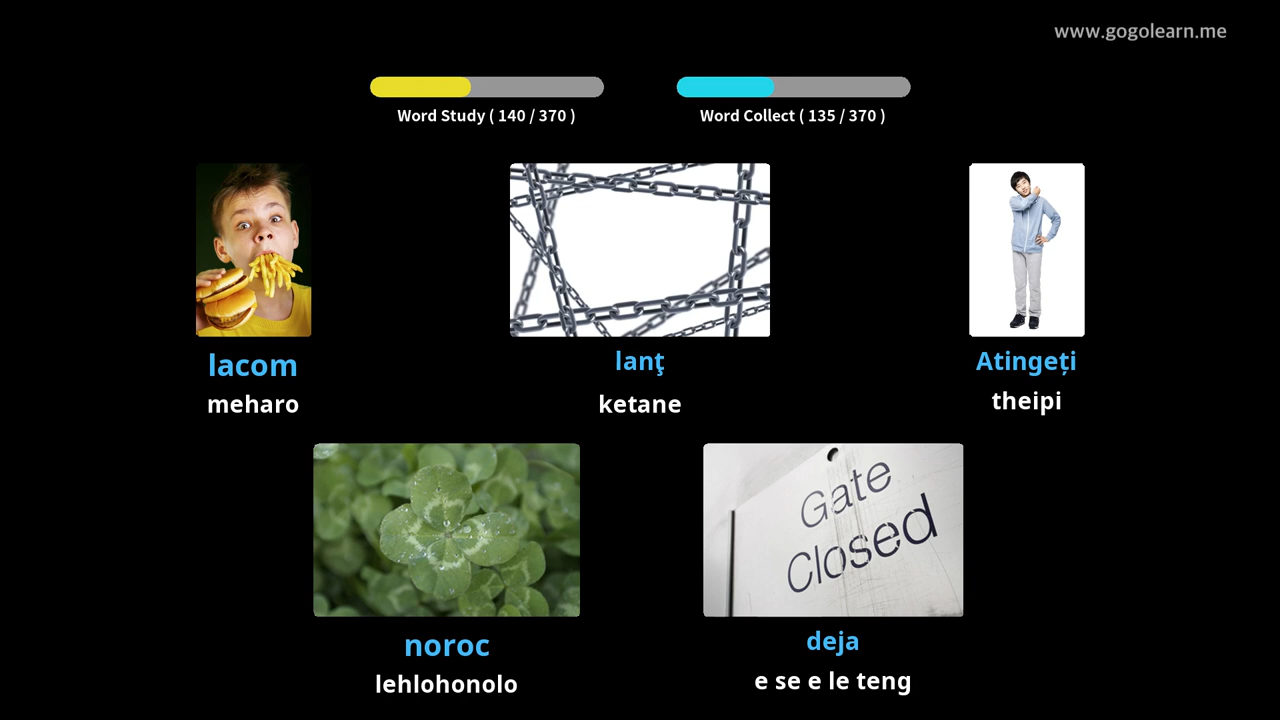 www.gogolearn.me
Word Study ( 140 / 370 )
Word Collect ( 135 / 370 )
lacom
meharo
lanţ
ketane
Atingeți
theipi
Gate
Closed
noroc
lehlohonolo
deja
e se e le teng